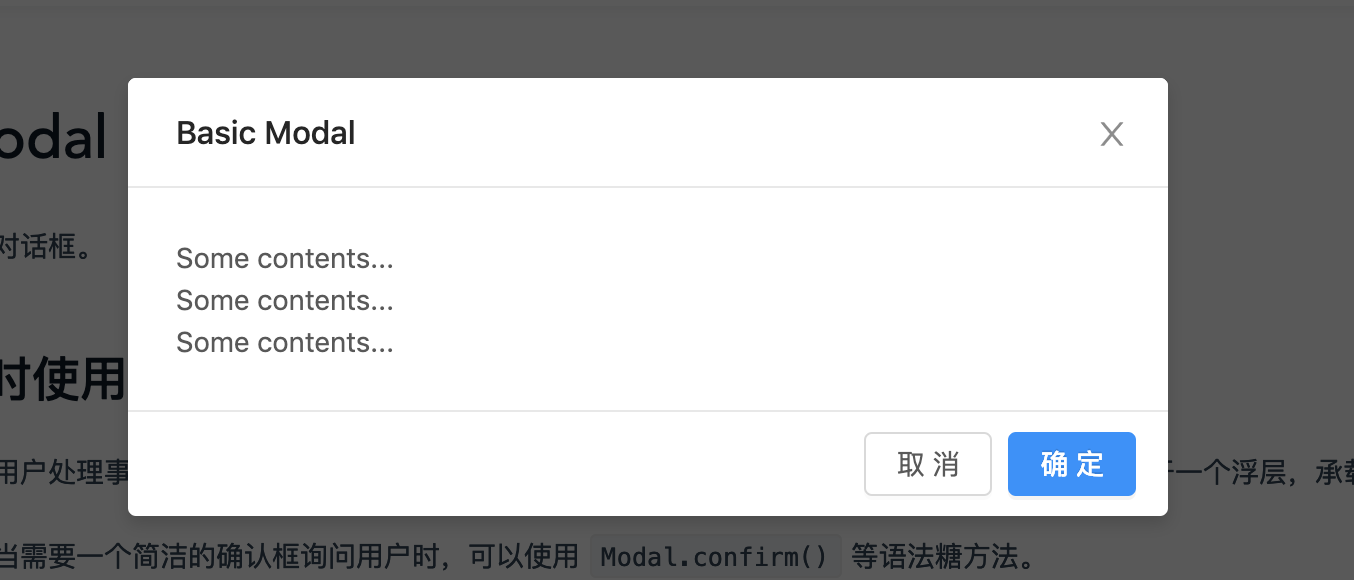 odal
Basic Modal
对话框。
Some contents...
Some contents...
Some contents...
时使用
取 消
确 定
用户处理事
一个浮层，承载
当需要一个简洁的确认框询问用户时，可以使用 Modal.confirm() 等语法糖方法。